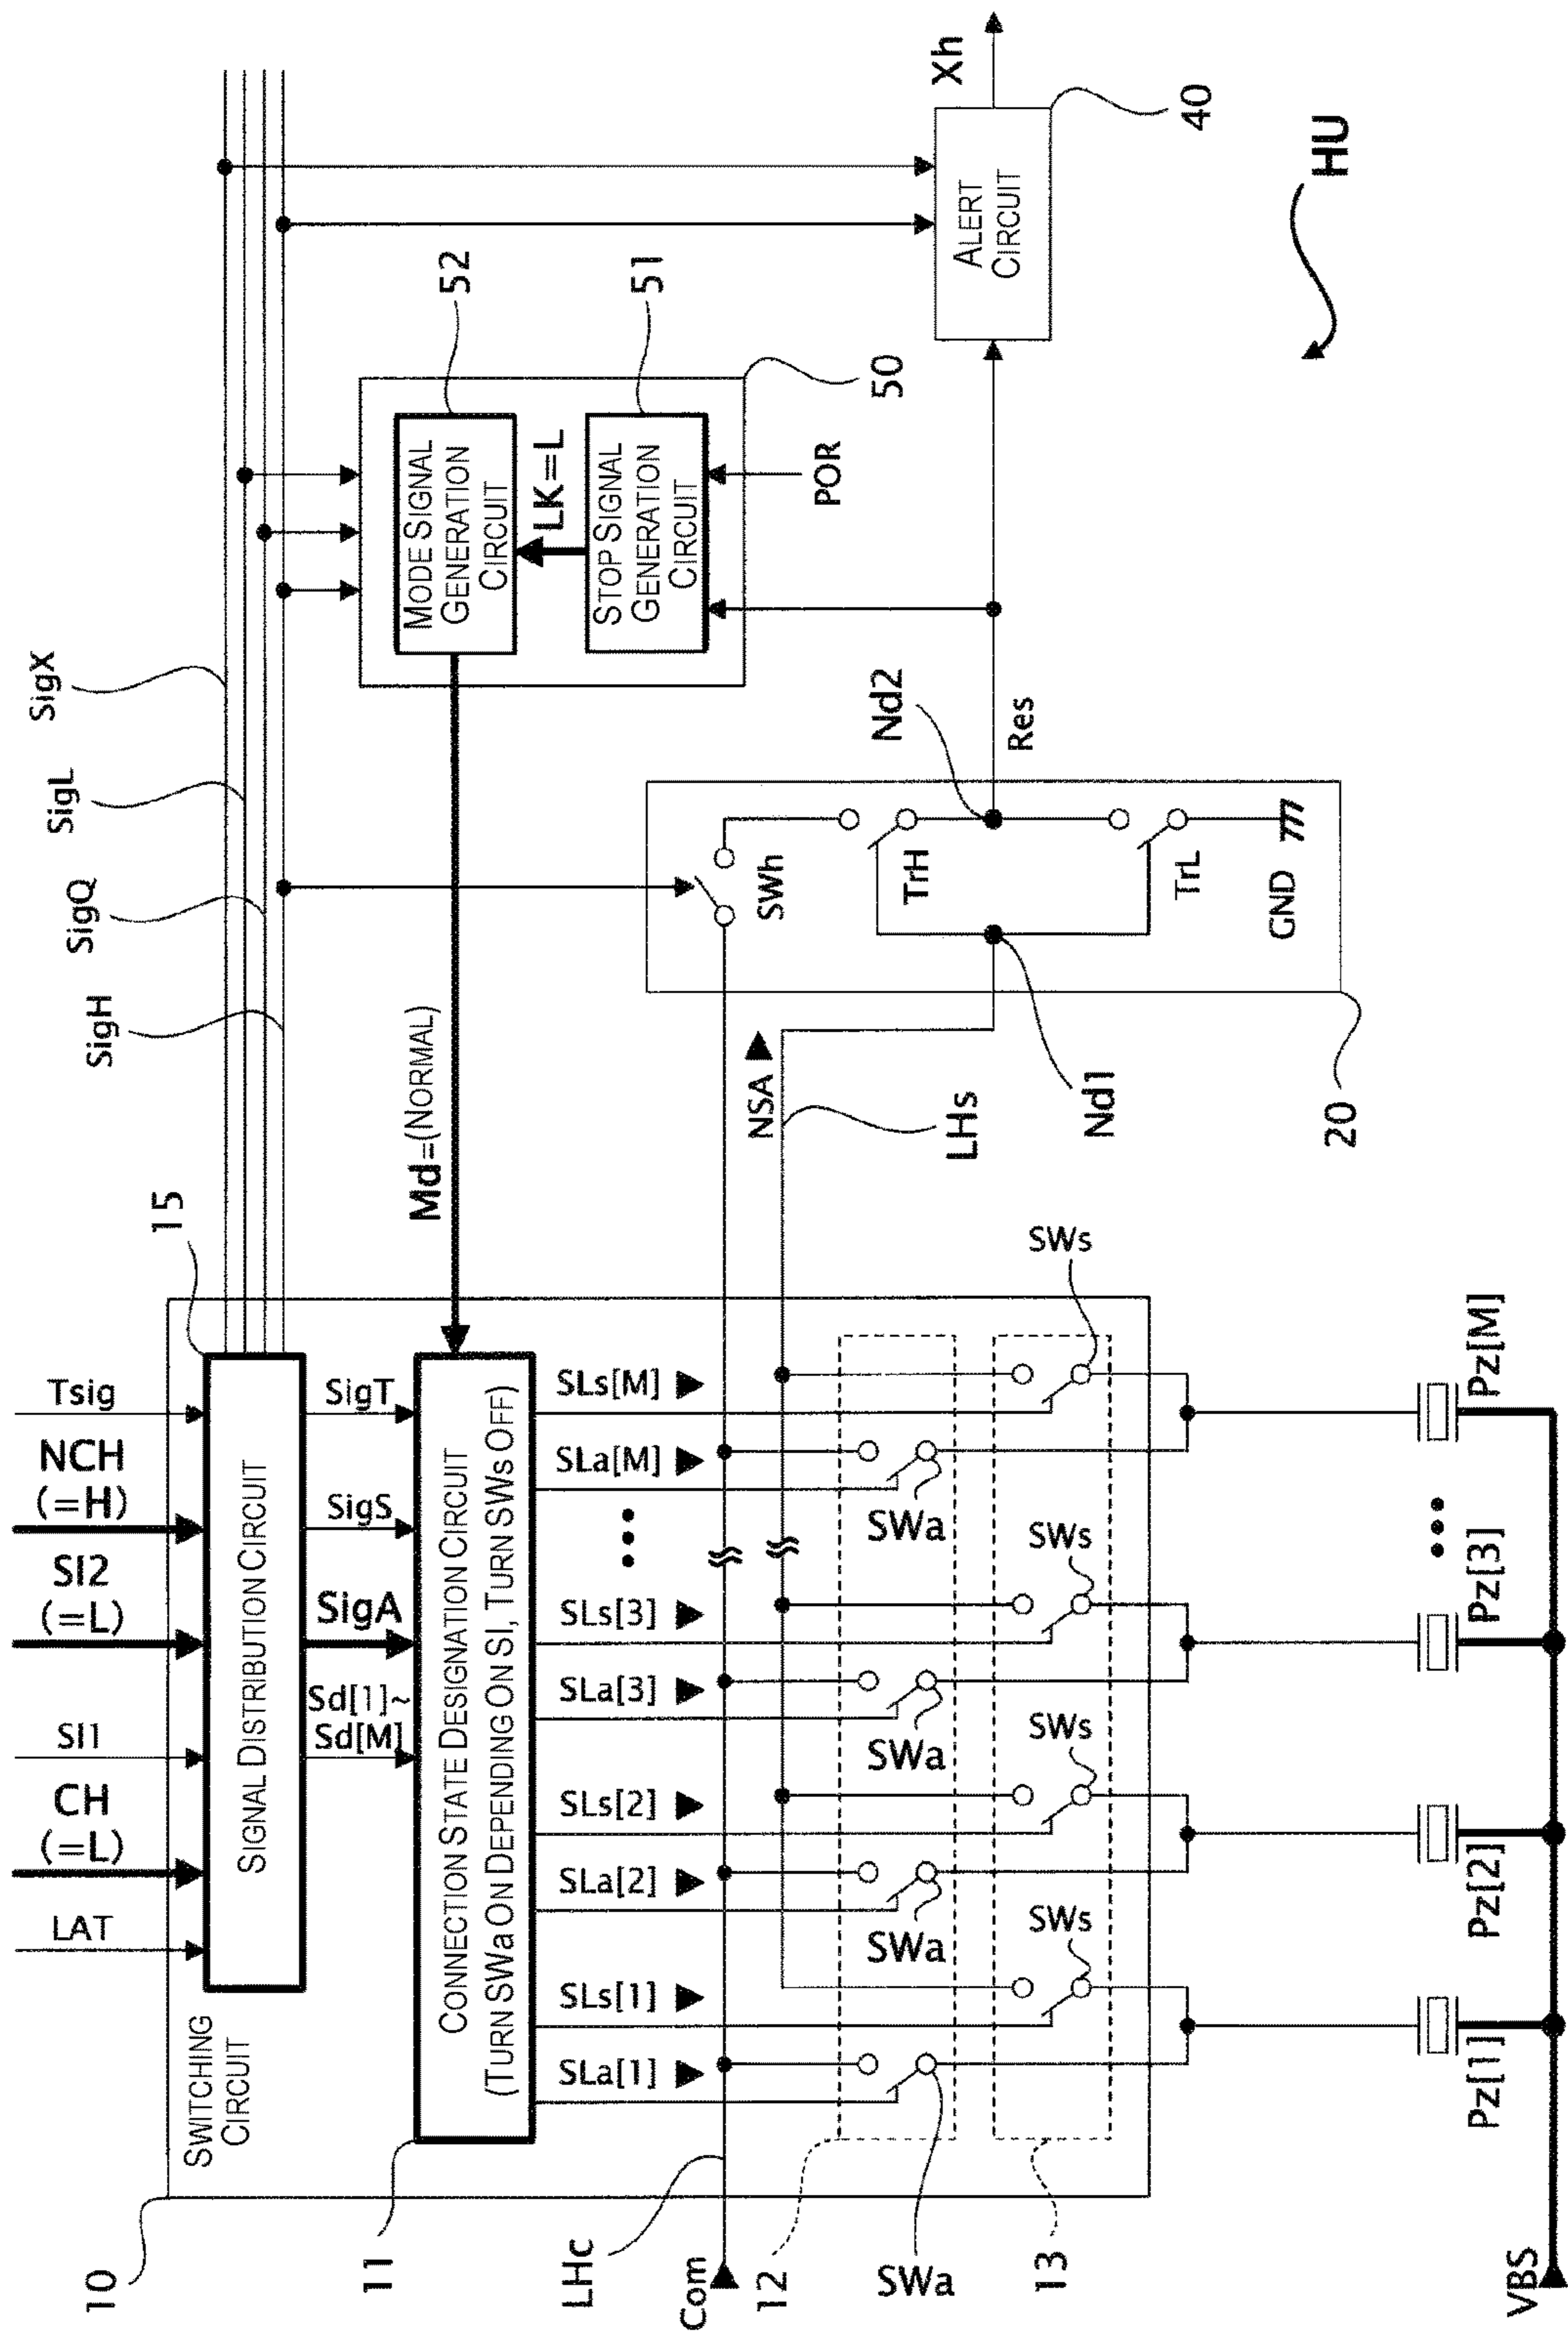 LAT
CH
(=L)
SI1
SI2
(=L)
NCH
(=H)
Tsig
15
SigH
SigQ
SigL
SigX
10
SWITCHING
CIRCUIT
SIGNAL DISTRIBUTION CIRCUIT
Sd[1]~
Sd[M]
SigA
SigS
SigT
Md=(NORMAL)
11
CONNECTION STATE DESIGNATION CIRCUIT
(TURN SWa ON DEPENDING ON SI, TURN SWs OFF)
MODE SIGNAL
GENERATION
CIRCUIT
52
LK=L
STOP SIGNAL
GENERATION
CIRCUIT
51
POR
50
SLa[1]
SLs[1]
SLa[2]
SLs[2]
SLa[3]
SLs[3]
SLa[M]
SLs[M]
LHc
Com
NSA
LHs
SWh
TrH
Nd2
Res
Nd1
TrL
GND
20
ALERT
CIRCUIT
Xh
40
HU
12
SWa
SWa
SWa
SWa
13
SWs
SWs
SWs
SWs
Pz[1]
Pz[2]
Pz[3]
Pz[M]
VBS